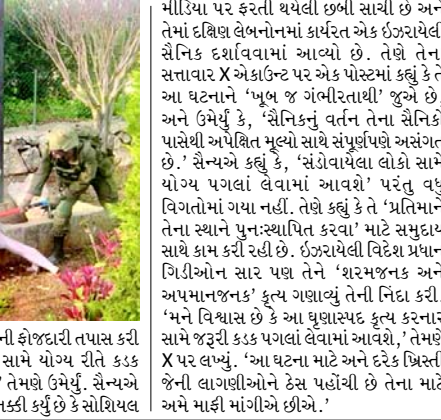 ની ફોજદારી તપાસ કરી
સામે યોગ્ય રીતે કડક
તેમણે ઉમેર્યું. સૈન્યએ
નક્કી કર્યું છે કે સોશિયલ
મીડિયા પર ફરતી થયેલી છબી સાચી છે અને
તેમાં દક્ષિણ લેબનોનમાં કાર્યરત એક ઇઝરાયેલી
સૈનિક દર્શાવવામાં આવ્યો છે. તેણે તેના
સત્તાવાર X એકાઉન્ટ પર એક પોસ્ટમાં કહ્યું કે તે
આ ઘટનાને ‘ખૂબ જ ગંભીરતાથી’ જુએ છે.
અને ઉમેર્યું કે, ‘સૈનિકનું વર્તન તેના સૈનિકો
પાસેથી અપેક્ષિત મૂલ્યો સાથે સંપૂર્ણપણે અસંગત
છે.’ સૈન્યએ કહ્યું કે, ‘સંડોવાયેલા લોકો સામે
યોગ્ય પગલાં લેવામાં આવશે’ પરંતુ વધુ
વિગતોમાં ગયા નહીં. તેણે કહ્યું કે તે ‘પ્રતિમાને
તેના સ્થાને પુનઃસ્થાપિત કરવા’ માટે સમુદાય
સાથે કામ કરી રહી છે. ઇઝરાયેલી વિદેશ પ્રધાન
ગિડીઓન સાર પણ તેને ‘શરમજનક અને
અપમાનજનક’ કૃત્ય ગણાવ્યું તેની નિંદા કરી.
‘મને વિશ્વાસ છે કે આ ઘૃણાસ્પદ કૃત્ય કરનાર
સામે જરૂરી કડક પગલાં લેવામાં આવશે,’ તેમણે
X પર લખ્યું. ‘આ ઘટના માટે અને દરેક ખ્રિસ્તી
જેની લાગણીઓને ઠેસ પહોંચી છે તેના માટે
અમે માફી માંગીએ છીએ.’